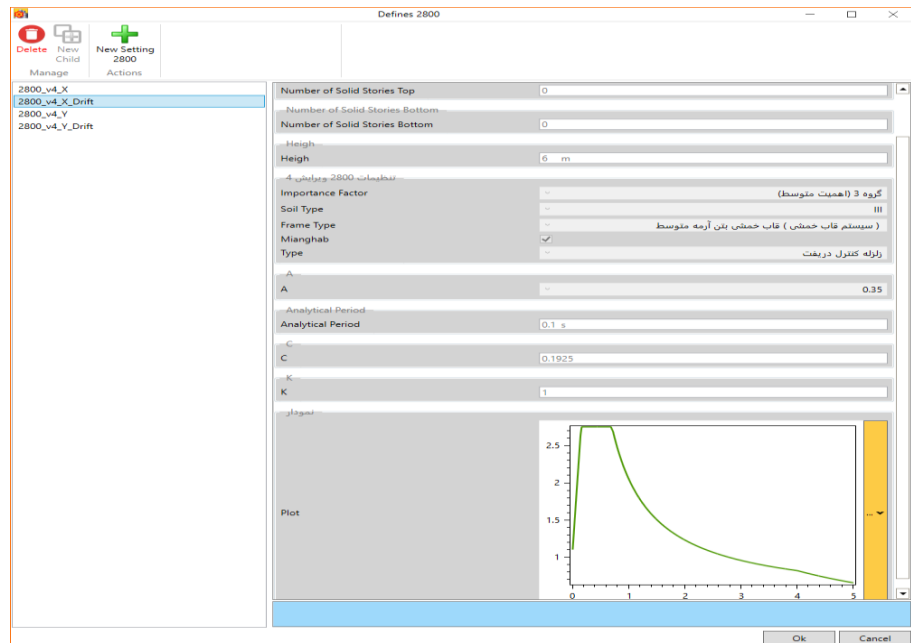 Defines 2800
Delete
New Child
New Setting 2800
Manage
Actions
2800_v4_X
2800_v4_X_Drift
2800_v4_Y
2800_v4_Y_Drift
Number of Solid Stories Top 0
Number of Solid Stories Bottom
Number of Solid Stories Bottom 0
Heigh
Heigh 6 m
تنظیمات 2800 ویرایش 4
Importance Factor گروه 3 (اهمیت متوسط)
Soil Type III
Frame Type ( سیستم قاب خمشی ) قاب خمشی بتن آرمه متوسط
Mianghab
Type زلزله کنترل دریفت
A
A 0.35
Analytical Period
Analytical Period 0.1 s
C
C 0.1925
K
K 1
نمودار
Plot
2.5
2
1.5
1
0 1 2 3 4 5
...
Ok Cancel